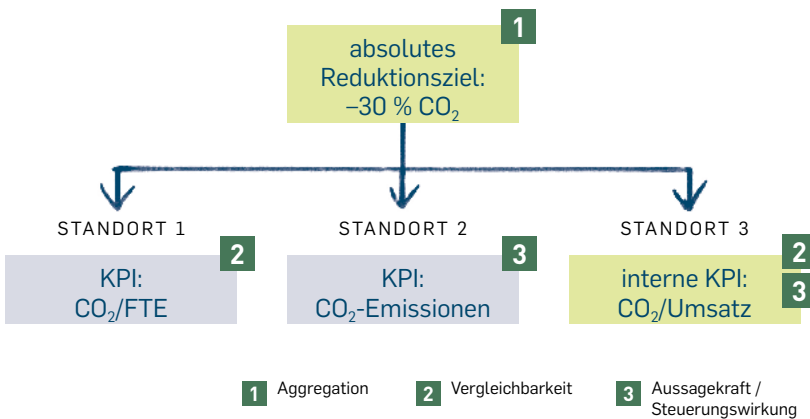 1
absolutes
Reduktionsziel:
–30 % CO₂
STANDORT 1
STANDORT 2
STANDORT 3
2
KPI:
CO₂/FTE
3
KPI:
CO₂-Emissionen
2
3
interne KPI:
CO₂/Umsatz
1 Aggregation
2 Vergleichbarkeit
3 Aussagekraft /
Steuerungswirkung